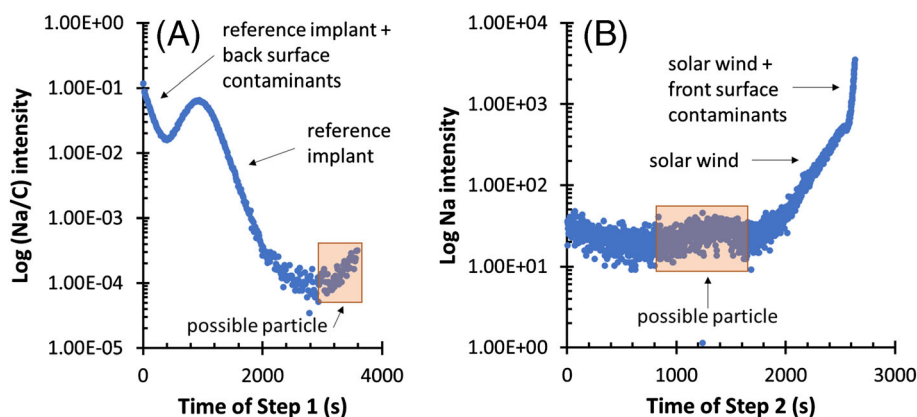 (A)
1.00E+00
1.00E-01
1.00E-02
1.00E-03
1.00E-04
1.00E-05
Log (Na/C) intensity
reference implant +
back surface
contaminants
reference
implant
possible particle
0
2000
4000
Time of Step 1 (s)
(B)
1.00E+04
1.00E+03
1.00E+02
1.00E+01
1.00E+00
Log Na intensity
solar wind +
front surface
contaminants
solar wind
possible particle
0
1000
2000
3000
Time of Step 2 (s)